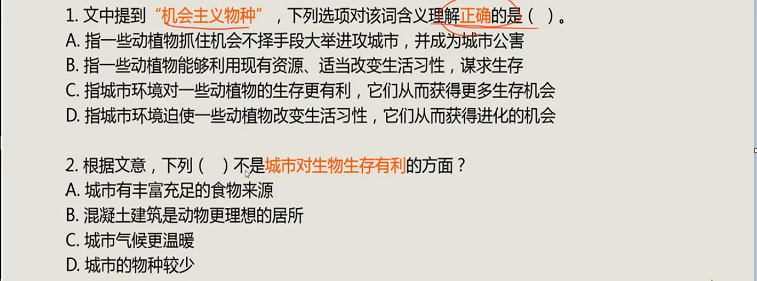 1. 文中提到“机会主义物种”，下列选项对该词含义理解正确的是（ ）。
A. 指一些动植物抓住机会不择手段大举进攻城市，并成为城市公害
B. 指一些动植物能够利用现有资源、适当改变生活习性，谋求生存
C. 指城市环境对一些动植物的生存更有利，它们从而获得更多生存机会
D. 指城市环境迫使一些动植物改变生活习性，它们从而获得进化的机会
2. 根据文意，下列（ ）不是城市对生物生存有利的方面？
A. 城市有丰富充足的食物来源
B. 混凝土建筑是动物更理想的居所
C. 城市气候更温暖
D. 城市的物种较少